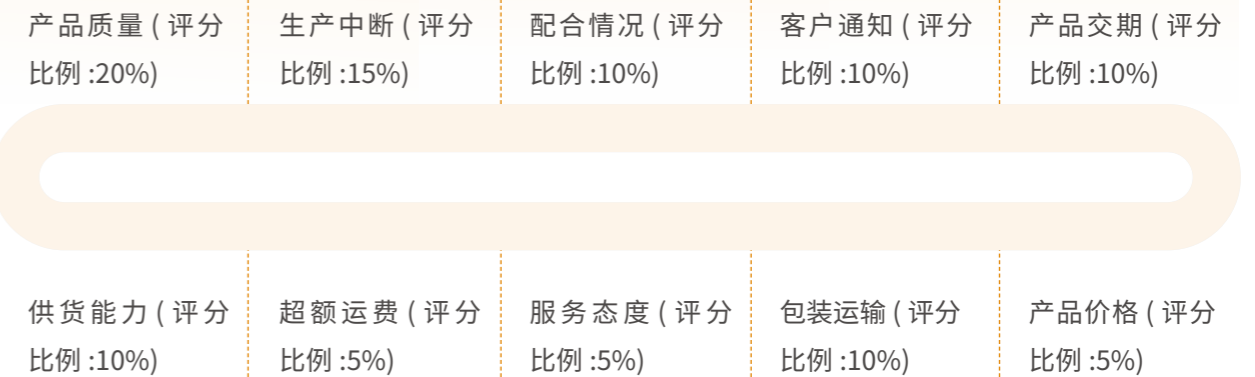 产品质量 ( 评分
比例 :20%)
生产中断 ( 评分
比例 :15%)
配合情况 ( 评分
比例 :10%)
客户通知 ( 评分
比例 :10%)
产品交期 ( 评分
比例 :10%)
供货能力 ( 评分
比例 :10%)
超额运费 ( 评分
比例 :5%)
服务态度 ( 评分
比例 :5%)
包装运输 ( 评分
比例 :10%)
产品价格 ( 评分
比例 :5%)